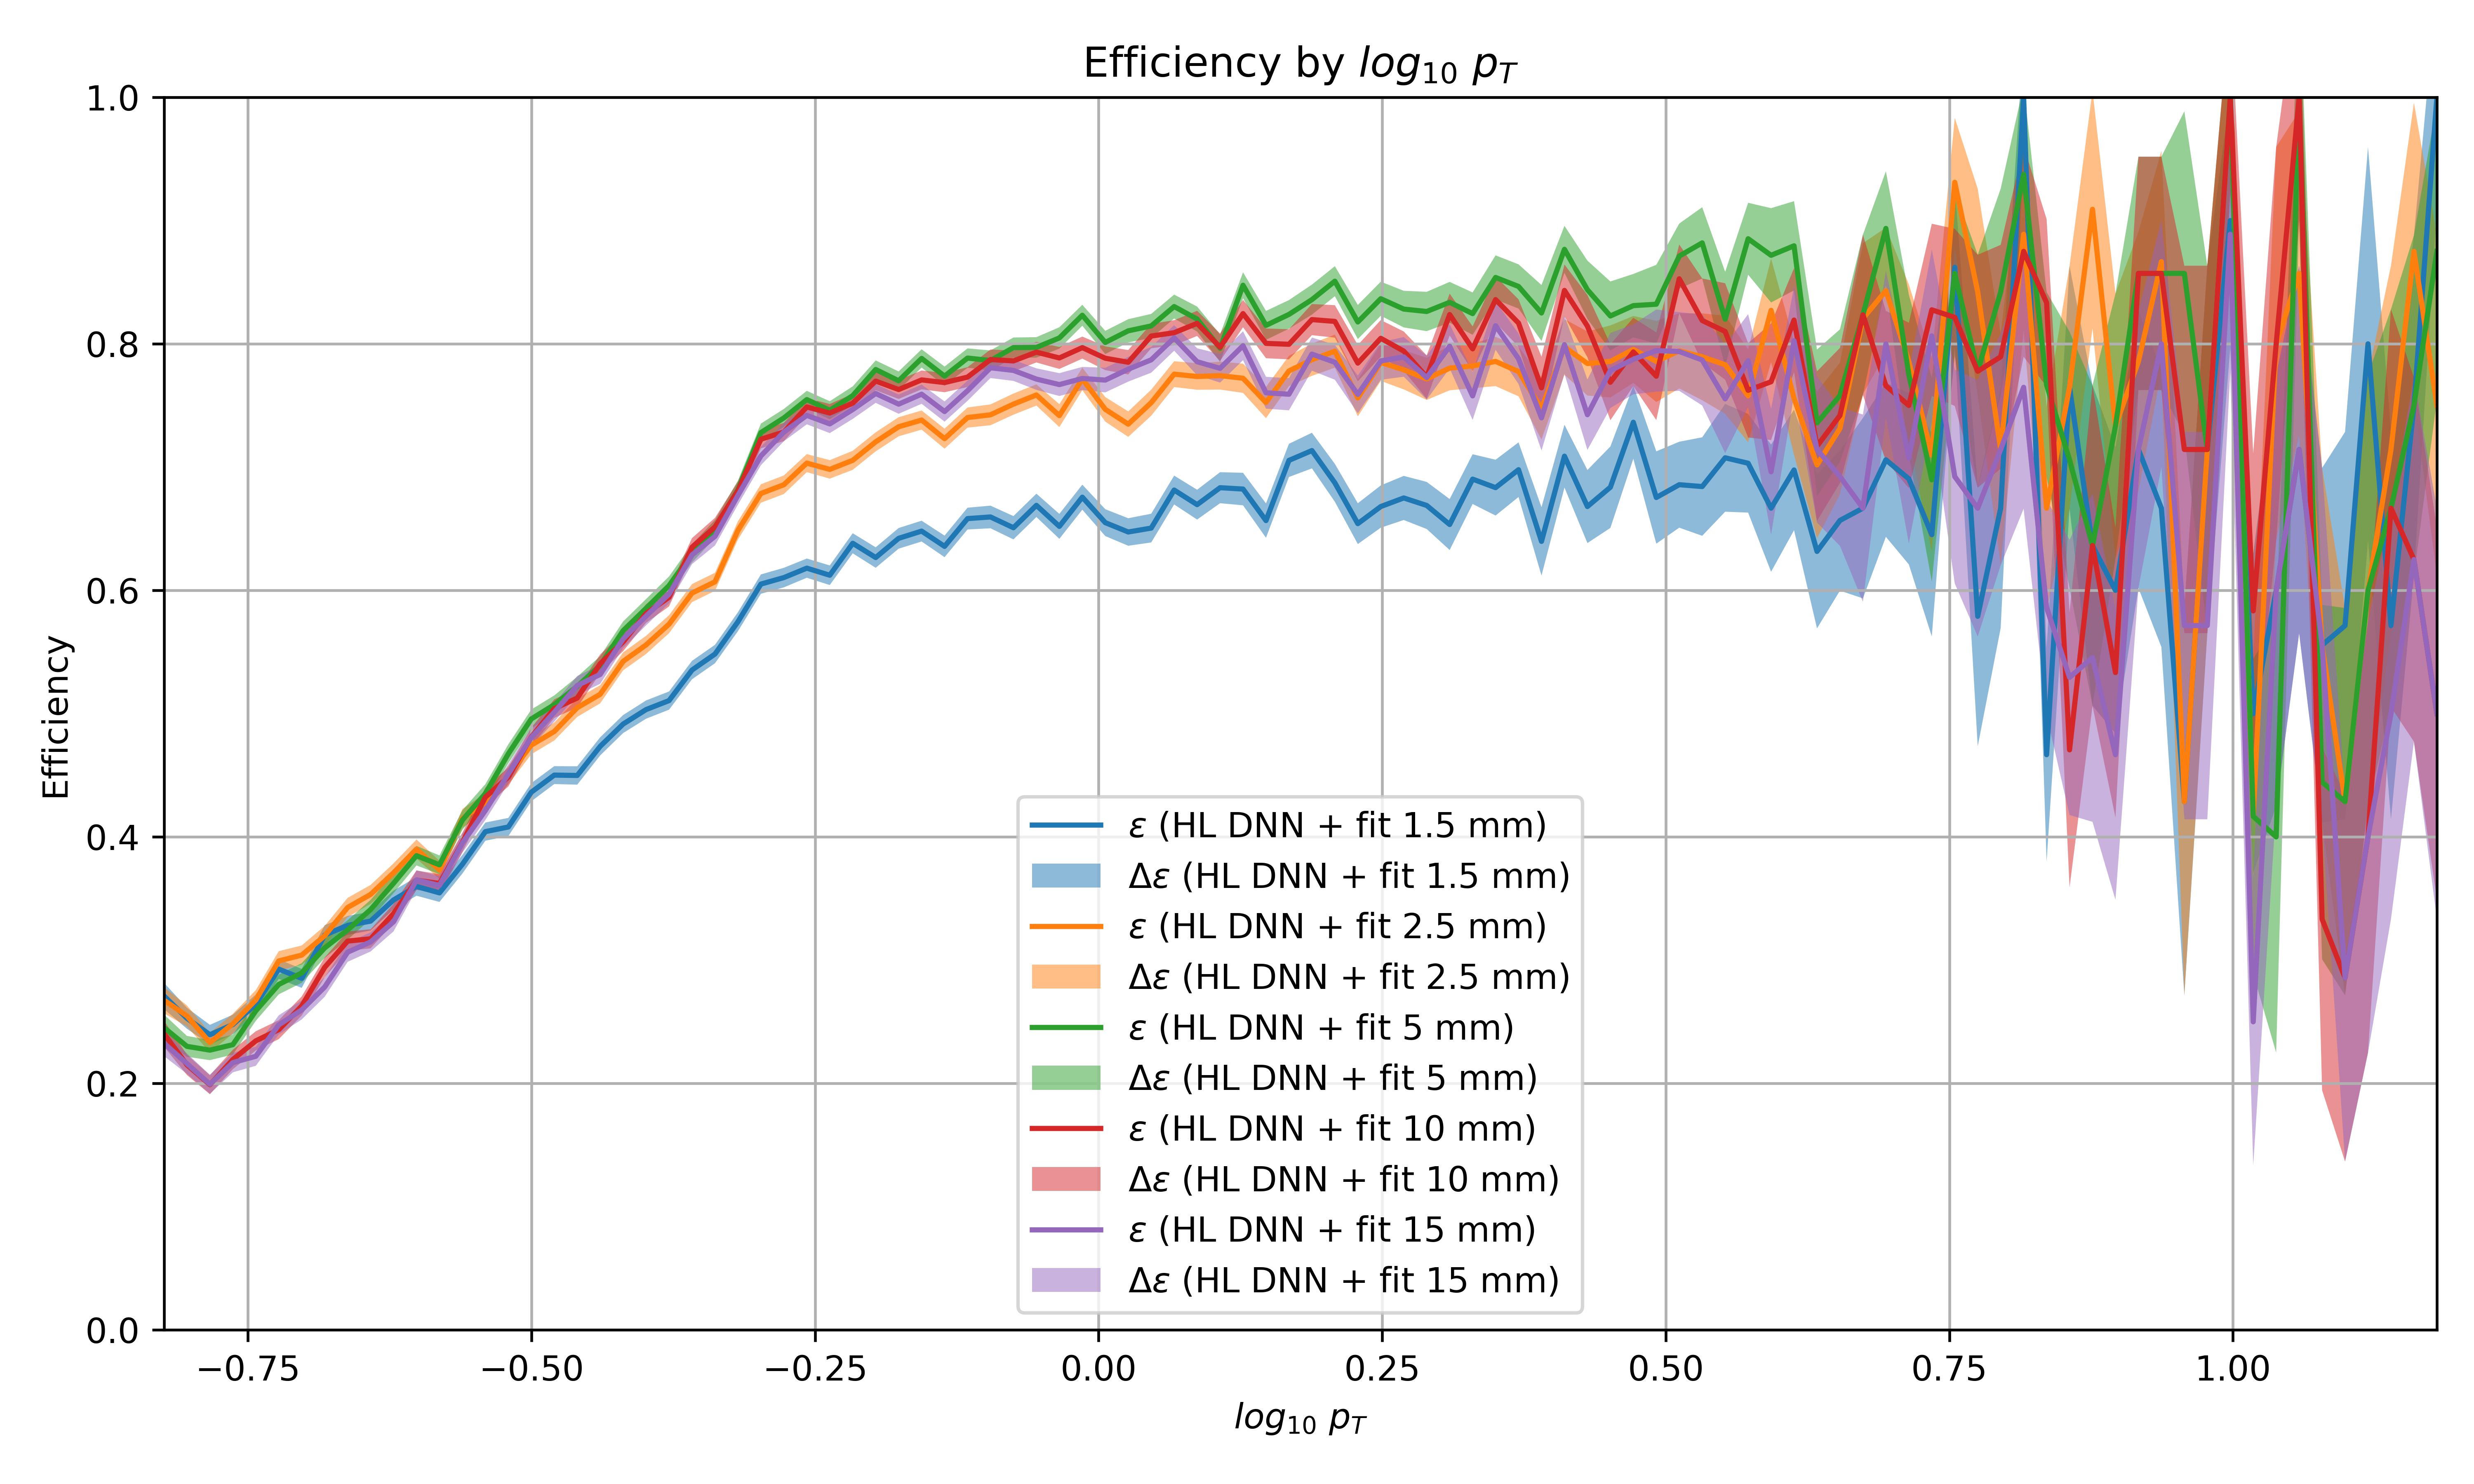 Efficiency by log₁₀ p_T
Efficiency
1.0
0.8
0.6
0.4
0.2
0.0
ε (HL DNN + fit 1.5 mm)
Δε (HL DNN + fit 1.5 mm)
ε (HL DNN + fit 2.5 mm)
Δε (HL DNN + fit 2.5 mm)
ε (HL DNN + fit 5 mm)
Δε (HL DNN + fit 5 mm)
ε (HL DNN + fit 10 mm)
Δε (HL DNN + fit 10 mm)
ε (HL DNN + fit 15 mm)
Δε (HL DNN + fit 15 mm)
−0.75 −0.50 −0.25 0.00 0.25 0.50 0.75 1.00
log₁₀ p_T